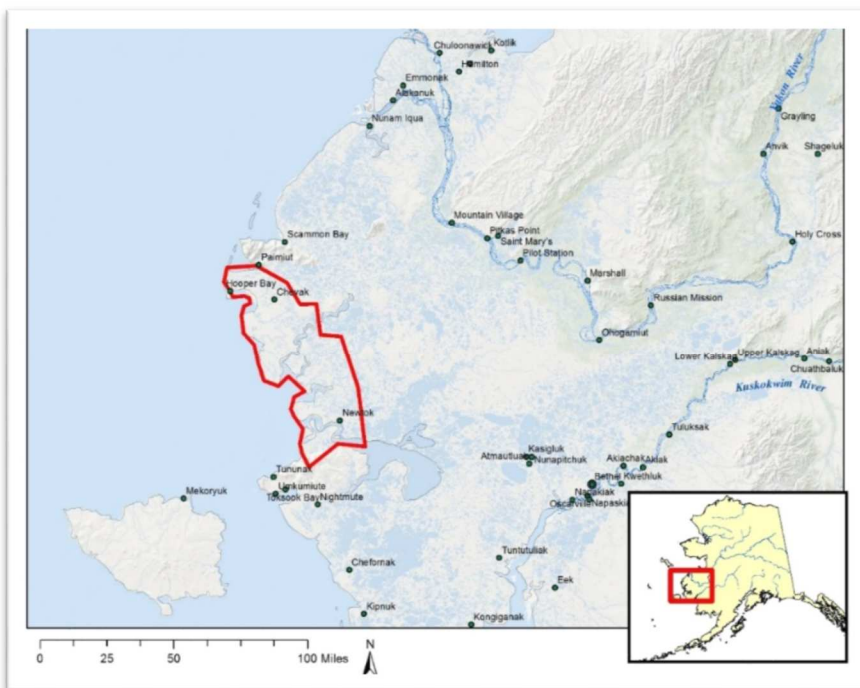 Chuloonawick
Kotlik
Hamilton
Emmonak
Alakanuk
Nunam Iqua
Yukon River
Grayling
Anvik
Shageluk
Mountain Village
Pitkas Point
Saint Mary's
Pilot Station
Holy Cross
Scammon Bay
Paimiut
Marshall
Hooper Bay
Chevak
Russian Mission
Ohogamiut
Lower Kalskag
Upper Kalskag
Aniak
Chuathbaluk
Kuskokwim River
Newtok
Tuluksak
Kasigluk
Atmautluak
Nunapitchuk
Akiachak
Akiak
Tununak
Bethel
Kwethluk
Umkumiute
Mekoryuk
Toksook Bay
Nightmute
Napakiak
Oscarville
Napaskiak
Tuntutuliak
Chefornak
Eek
Kipnuk
Kongiganak
0 50 100 Miles
N